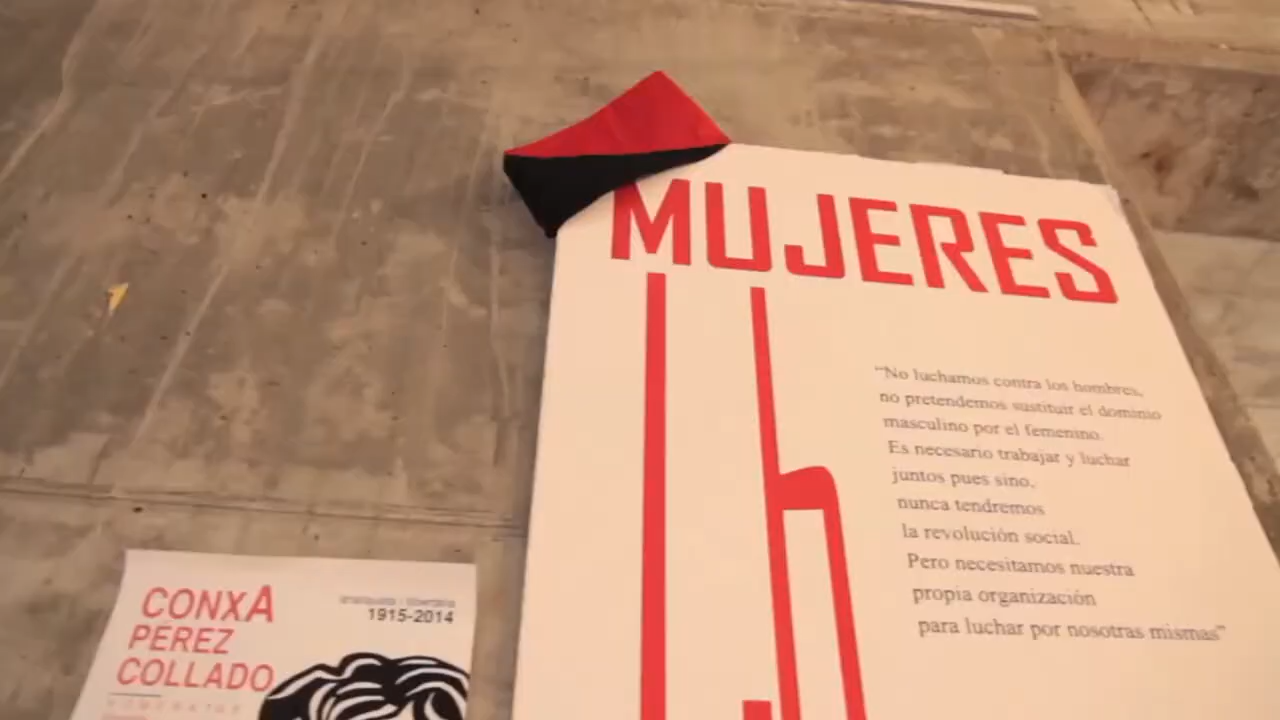 MUJERES
"No luchamos contra los hombres,
no pretendemos sustituir el dominio
masculino por el femenino.
Es necesario trabajar y luchar
juntos pues sino,
nunca tendremos
la revolución social.
Pero necesitamos nuestra
propia organización
para luchar por nosotras mismas"
CONXA
PÉREZ
COLLADO
1915-2014